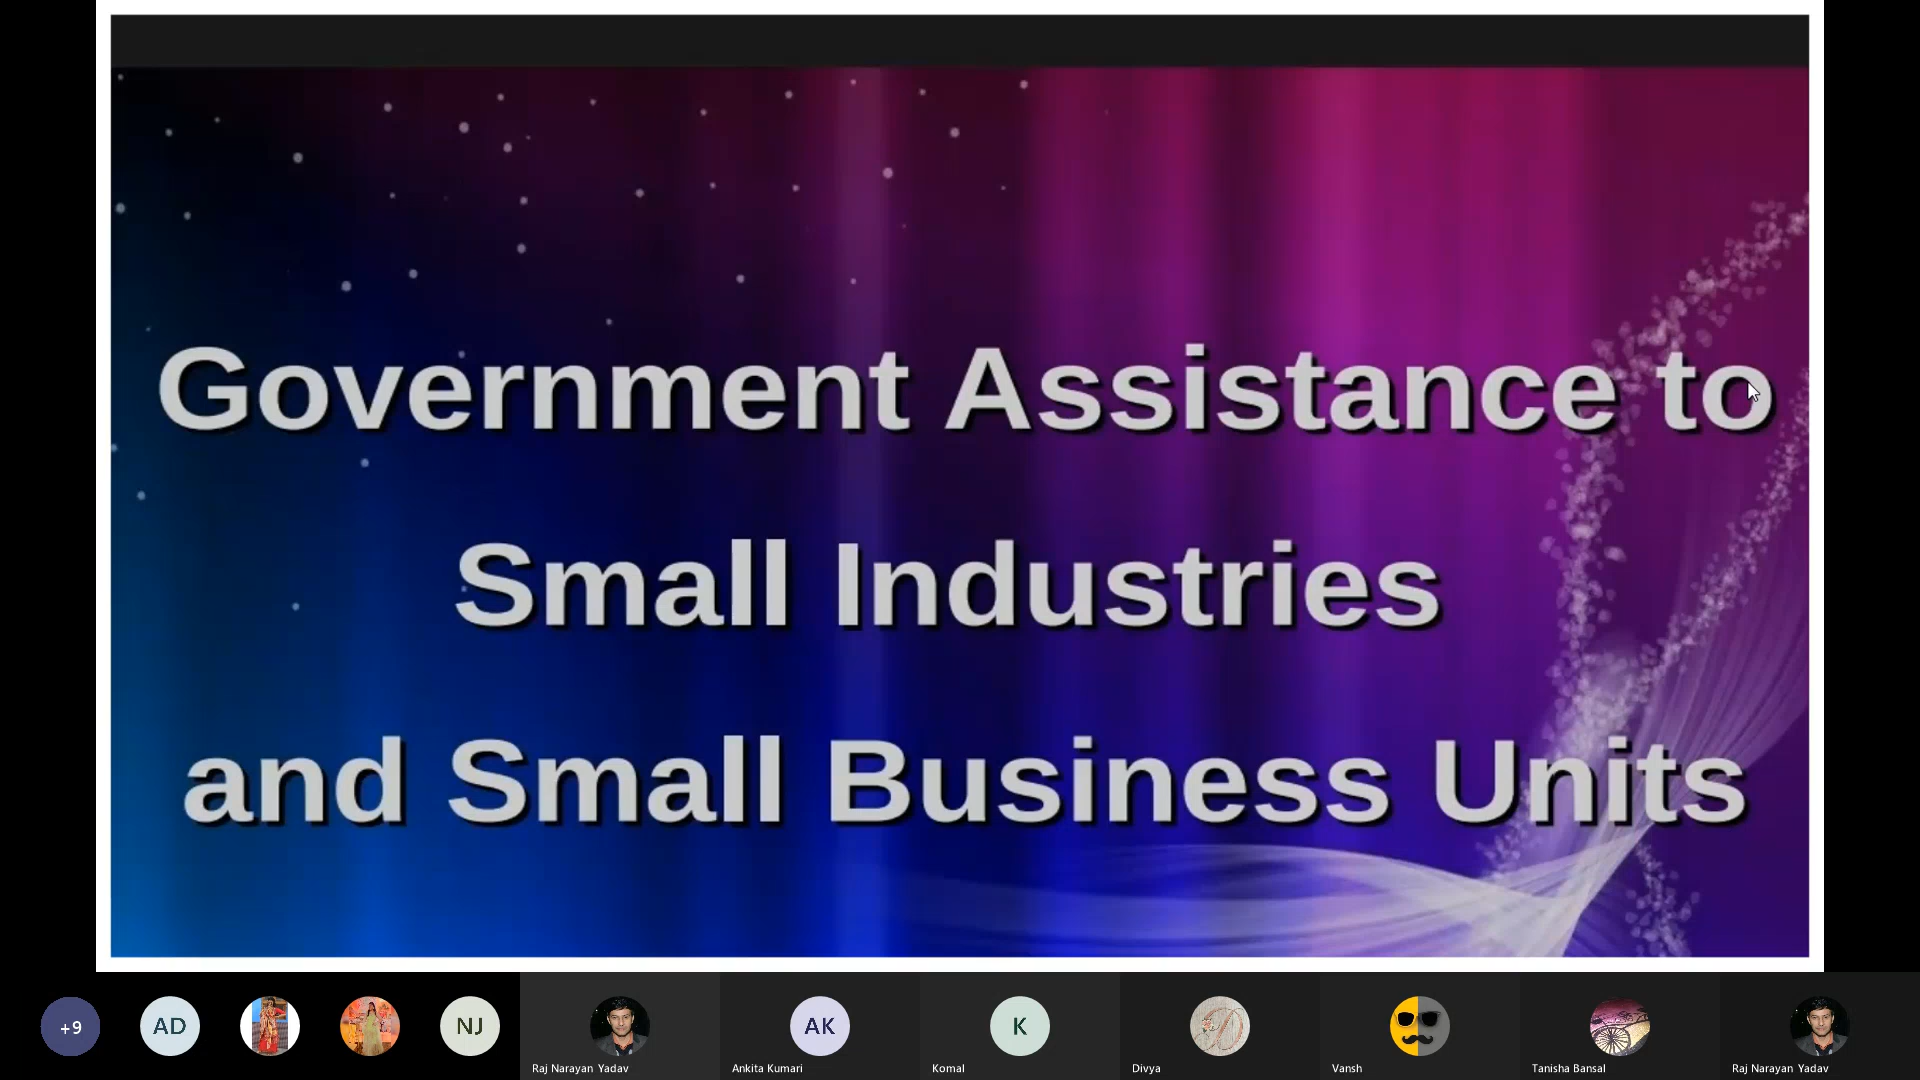 Government Assistance to
Small Industries
and Small Business Units
+9
AD
NJ
AK
K
D
Raj Narayan Yadav
Ankita Kumari
Komal
Divya
Vansh
Tanisha Bansal
Raj Narayan Yadav